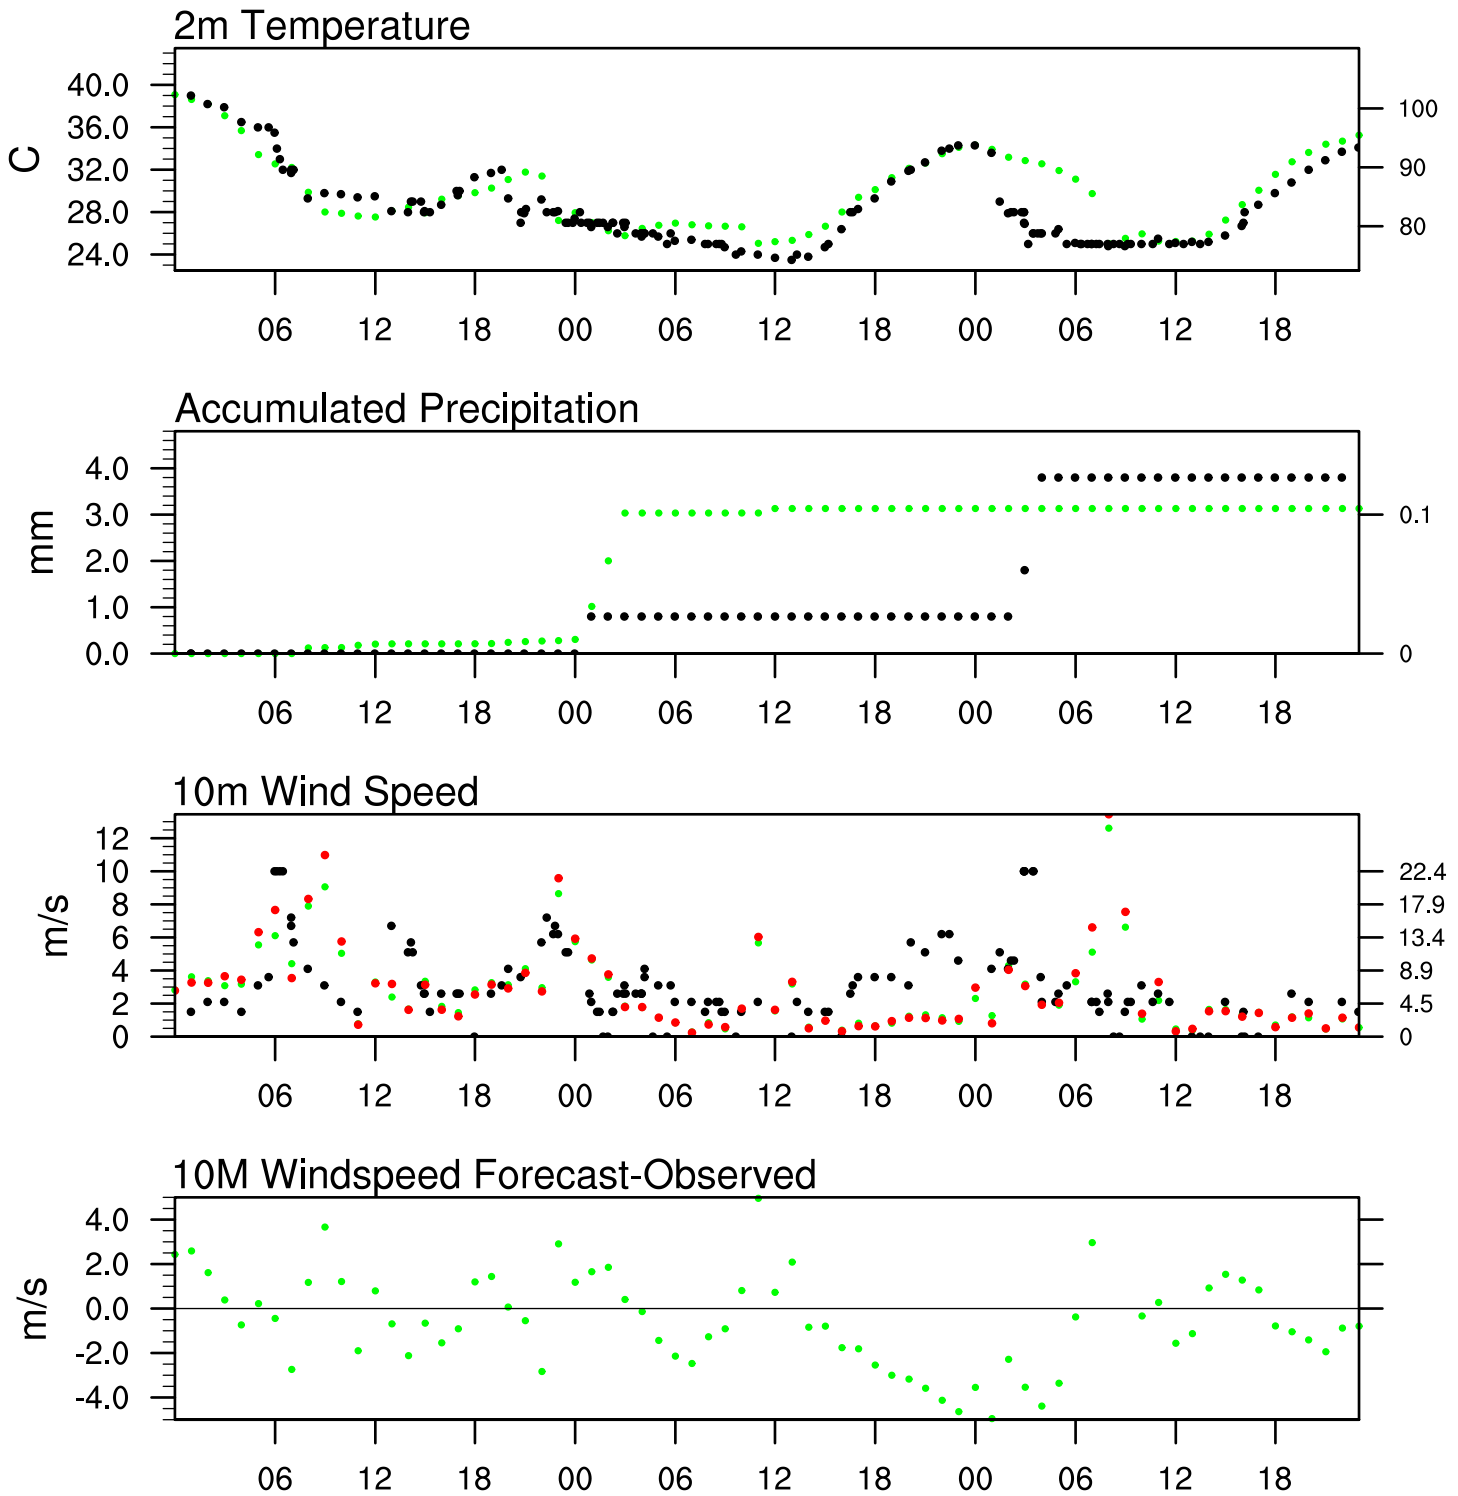 2m Temperature
C
40.0
36.0
32.0
28.0
24.0
100
90
80
06 12 18 00 06 12 18 00 06 12 18
Accumulated Precipitation
mm
4.0
3.0
2.0
1.0
0.0
0.1
0
06 12 18 00 06 12 18 00 06 12 18
10m Wind Speed
m/s
12
10
8
6
4
2
0
22.4
17.9
13.4
8.9
4.5
0
06 12 18 00 06 12 18 00 06 12 18
10M Windspeed Forecast-Observed
m/s
4.0
2.0
0.0
-2.0
-4.0
06 12 18 00 06 12 18 00 06 12 18